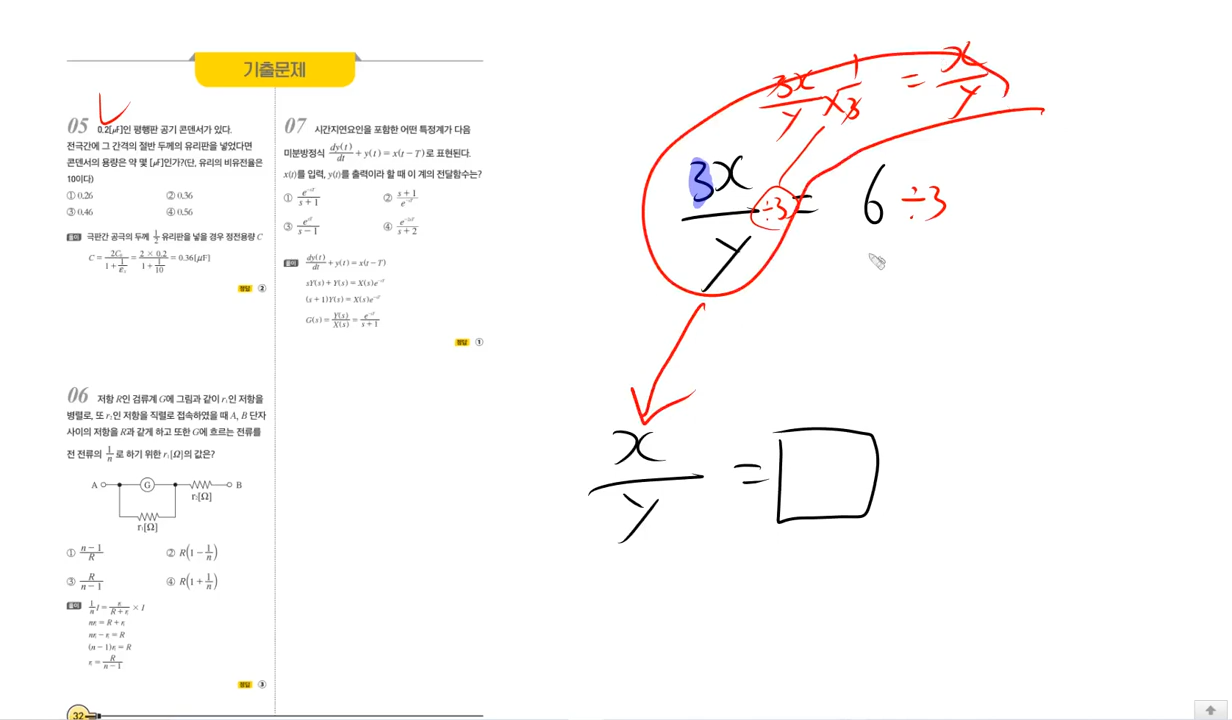 기출문제
05 0.2[μF]인 평행판 공기 콘덴서가 있다.
전극간에 그 간격의 절반 두께의 유리판을 넣었다면
콘덴서의 용량은 약 몇 [μF]인가?(단, 유리의 비유전율은
10이다)
① 0.26 ② 0.36
③ 0.46 ④ 0.56
풀이 극판간 공극의 두께 1/2 유리판을 넣을 경우 정전용량 C
C = 2C₀/(1+1/εₛ) = (2 × 0.2)/(1+1/10) = 0.36[μF]
정답 ②
06 저항 R인 검류계 G에 그림과 같이 r₁인 저항을
병렬로, 또 r₂인 저항을 직렬로 접속하였을 때 A, B 단자
사이의 저항을 R과 같게 하고 또한 G에 흐르는 전류를
전 전류의 1/n로 하기 위한 r₁[Ω]의 값은?
A G B
r₂[Ω]
r₁[Ω]
① (n-1)/R ② R(1-1/n)
③ R/(n-1) ④ R(1+1/n)
풀이 1/n I = r₁/(R+r₁) × I
nr₁ = R + r₁
nr₁ - r₁ = R
(n-1)r₁ = R
r₁ = R/(n-1)
정답 ③
32
07 시간지연요인을 포함한 어떤 특정계가 다음
미분방정식 dy(t)/dt + y(t) = x(t-T)로 표현된다.
x(t)를 입력, y(t)를 출력이라 할 때 이 계의 전달함수는?
① e⁻ˢᵀ/(s+1) ② (s+1)/e⁻ˢᵀ
③ eˢᵀ/(s-1) ④ e⁻²ˢᵀ/(s+2)
풀이 dy(t)/dt + y(t) = x(t-T)
sY(s) + Y(s) = X(s)e⁻ˢᵀ
(s+1)Y(s) = X(s)e⁻ˢᵀ
G(s) = Y(s)/X(s) = e⁻ˢᵀ/(s+1)
정답 ①
3x/y × 1/3 = x/y
3x/y ÷3 = 6 ÷3
x/y =